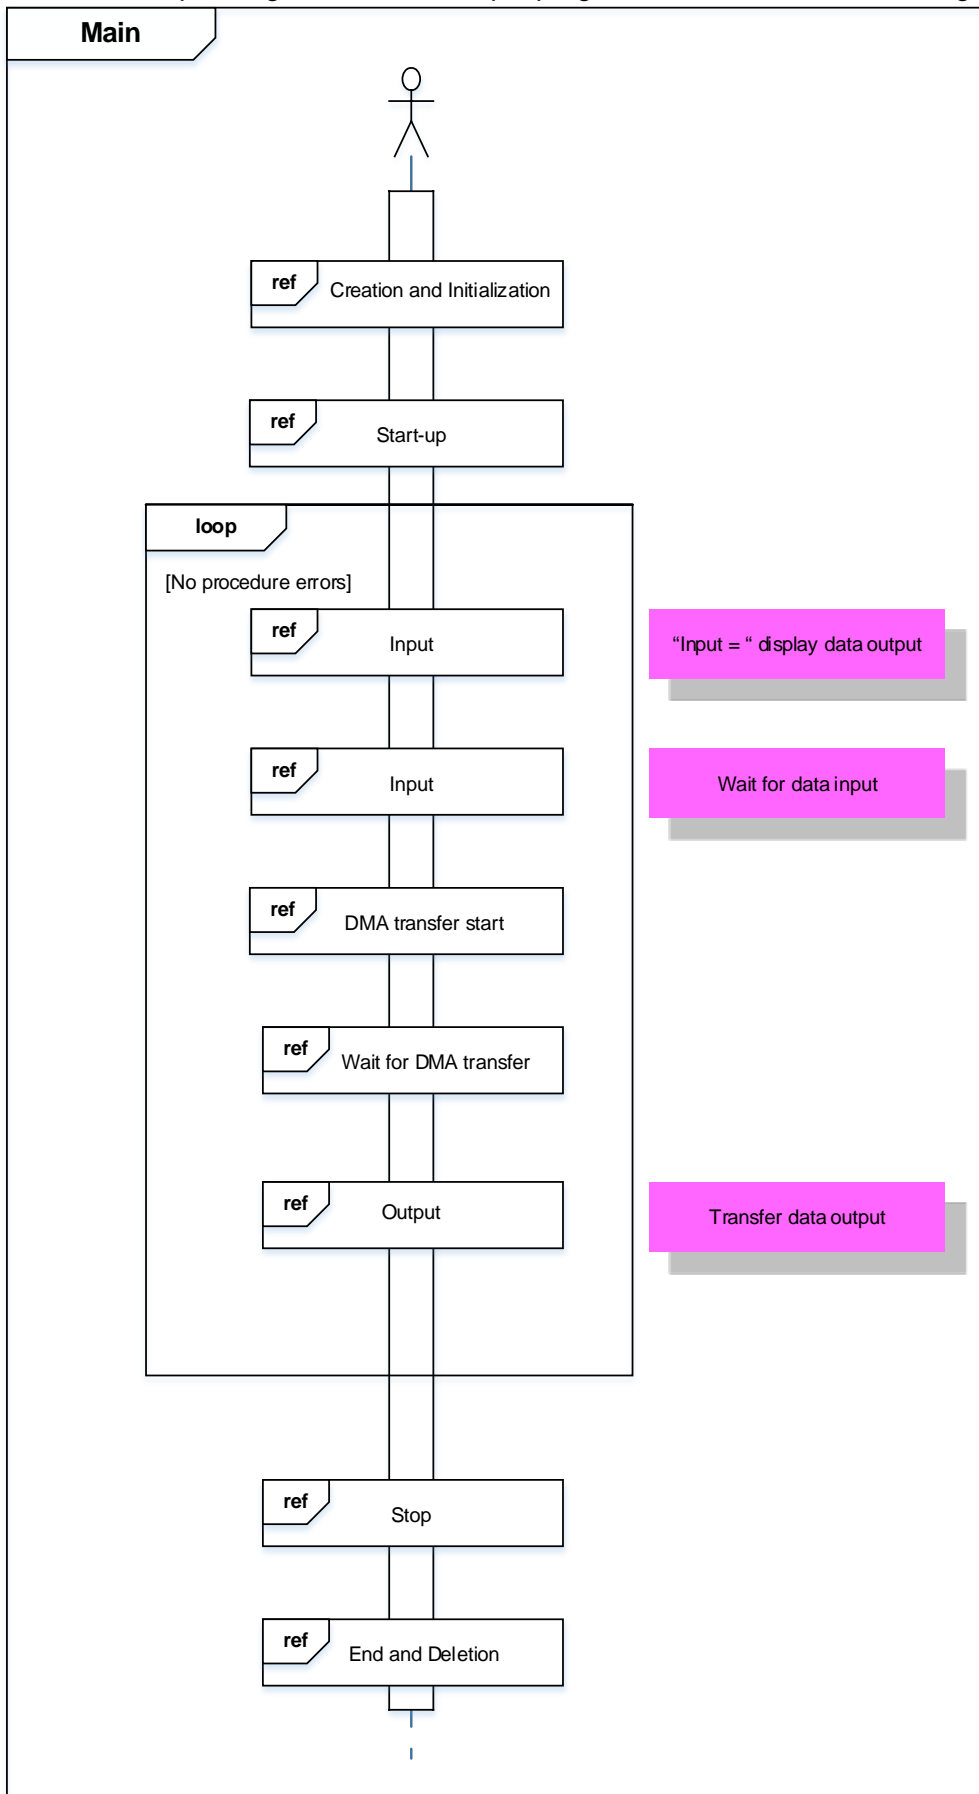 Main
ref
Creation and Initialization
ref
Start-up
loop
[No procedure errors]
ref
Input
“Input = “ display data output
ref
Input
Wait for data input
ref
DMA transfer start
ref
Wait for DMA transfer
ref
Output
Transfer data output
ref
Stop
ref
End and Deletion